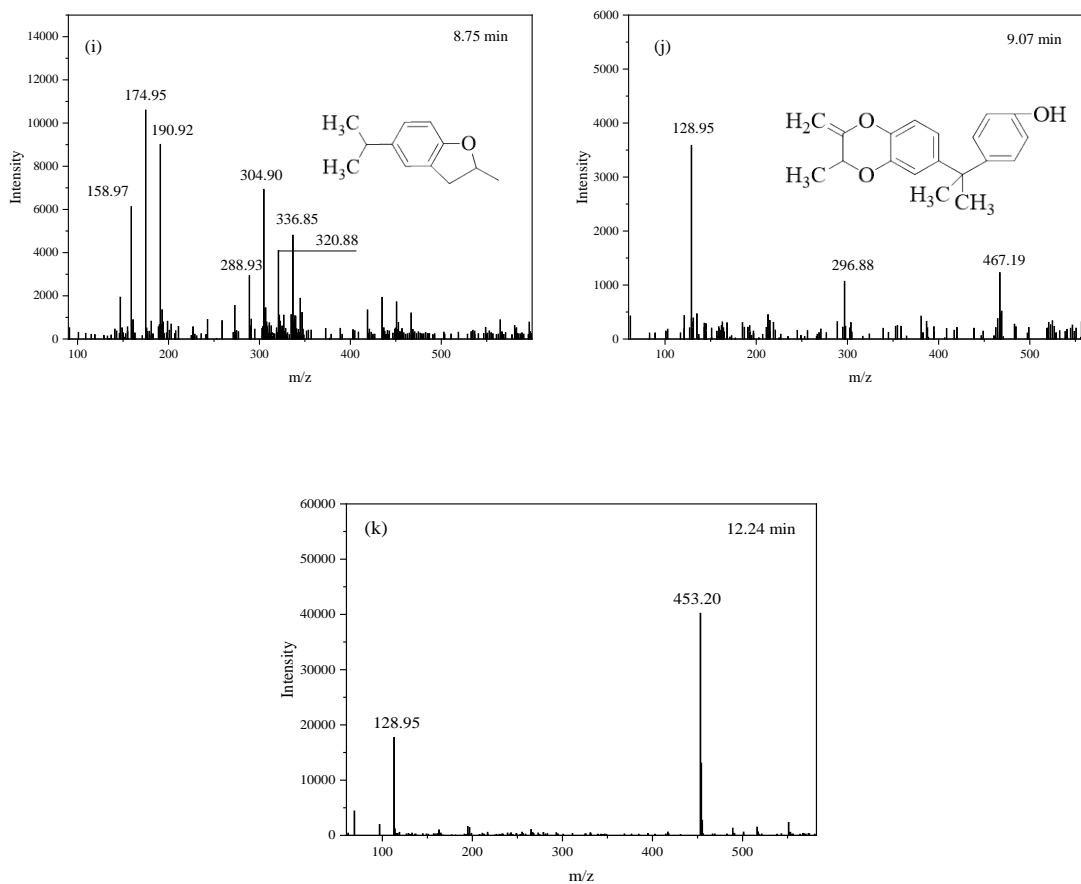 (i)
8.75 min
14000
12000
10000
8000
6000
4000
2000
0
Intensity
174.95
190.92
158.97
304.90
336.85
320.88
288.93
H3C
H3C
O
100 200 300 400 500
m/z
(j)
9.07 min
6000
5000
4000
3000
2000
1000
0
Intensity
128.95
296.88
467.19
H2C
O
OH
H3C
O
H3C
CH3
100 200 300 400 500
m/z
(k)
12.24 min
60000
50000
40000
30000
20000
10000
0
Intensity
453.20
128.95
100 200 300 400 500
m/z